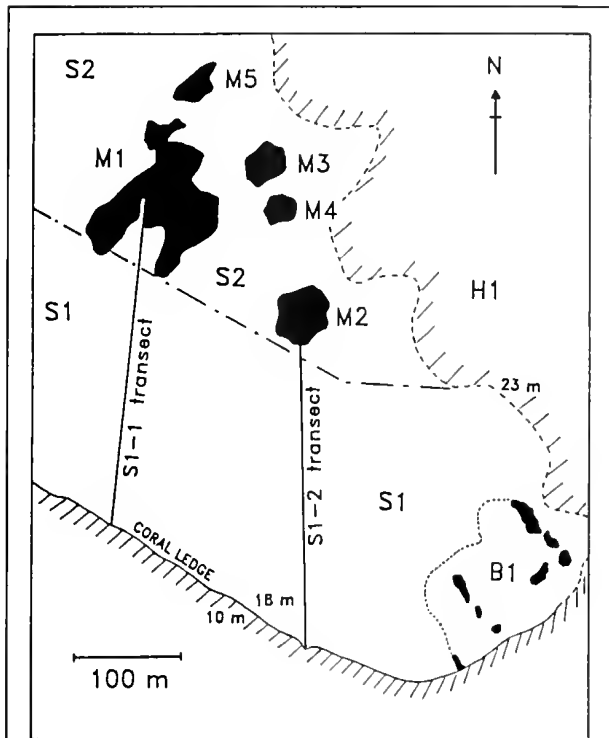 S2
M5
N
M1
M3
M4
S2
H1
S1
M2
23 m
S1-1 transect
S1-2 transect
S1
CORAL LEDGE
B1
18 m
10 m
100 m